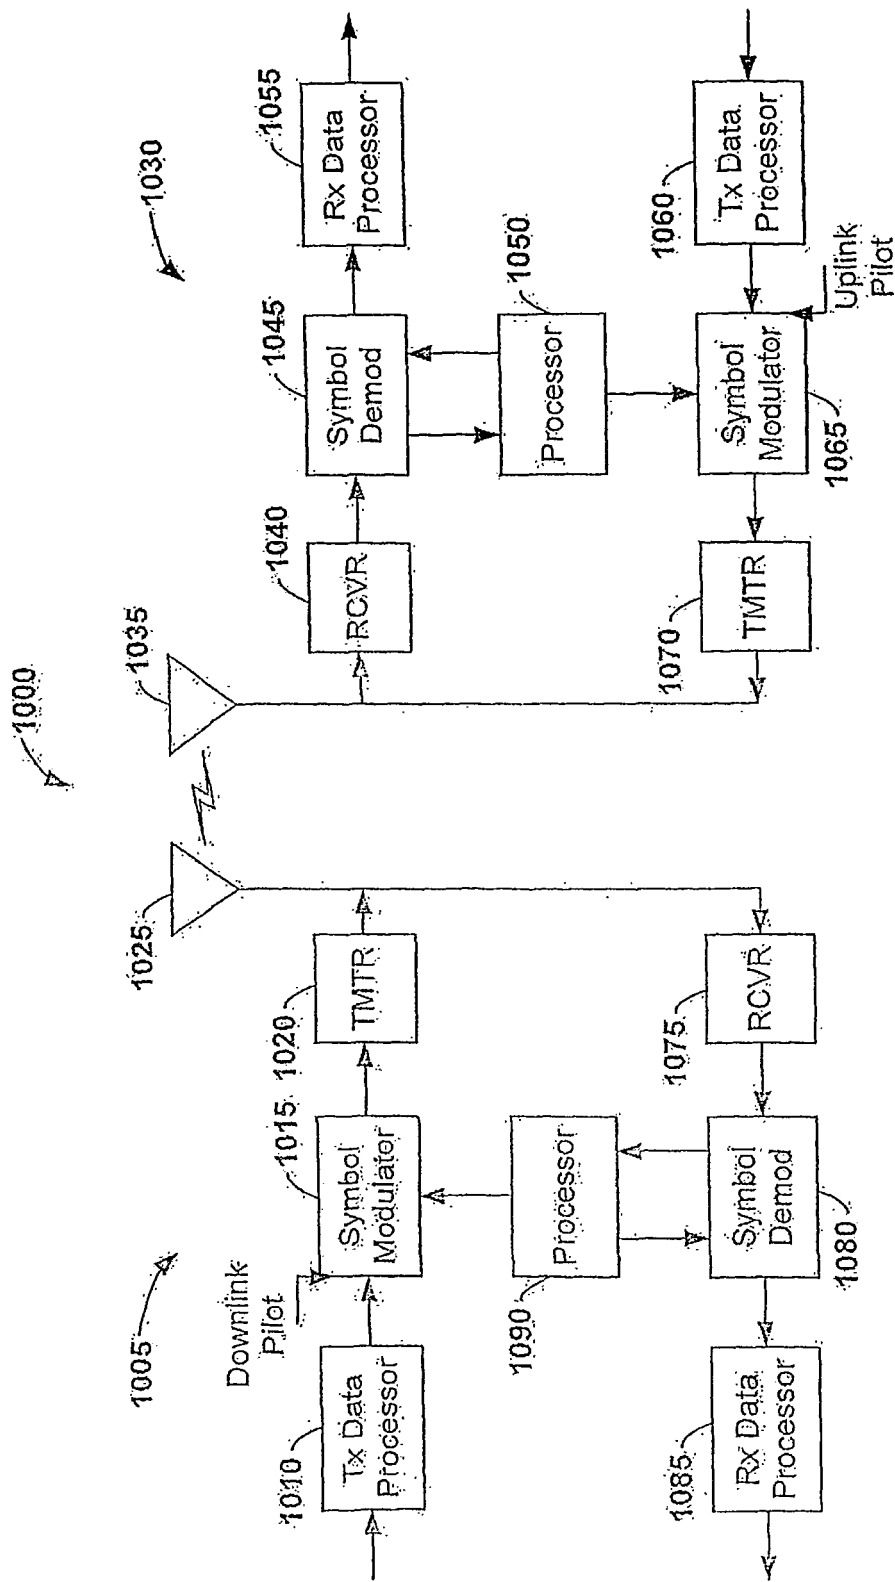 1000
1005
1030
1025
1035
Downlink
Pilot
1010
Tx Data
Processor
1015
Symbol
Modulator
1020
TMTR
1040
RCVR
1045
Symbol
Demod
1055
Rx Data
Processor
1090
Processor
1050
Processor
1085
Rx Data
Processor
1080
Symbol
Demod
1075
RCVR
1070
TMTR
1065
Symbol
Modulator
1060
Tx Data
Processor
Uplink
Pilot